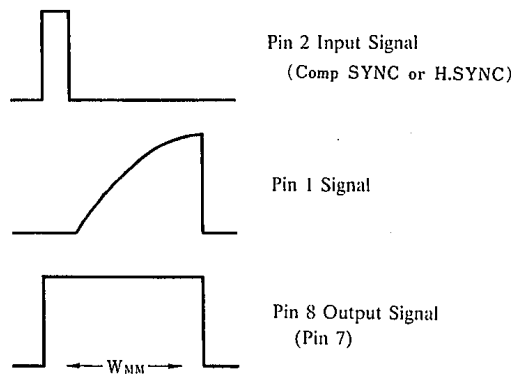 Pin 2 Input Signal
(Comp SYNC or H.SYNC)
Pin 1 Signal
Pin 8 Output Signal
(Pin 7)
WMM